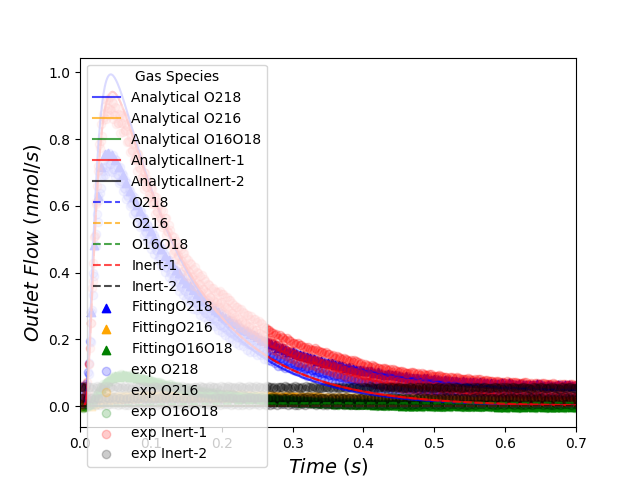 Gas Species
Analytical O218
Analytical O216
Analytical O16O18
AnalyticalInert-1
AnalyticalInert-2
O218
O216
O16O18
Inert-1
Inert-2
FittingO218
FittingO216
FittingO16O18
exp O218
exp O216
exp O16O18
exp Inert-1
exp Inert-2
1.0
0.8
0.6
0.4
0.2
0.0
Outlet Flow (nmol/s)
0.0 0.1 0.2 0.3 0.4 0.5 0.6 0.7
Time (s)